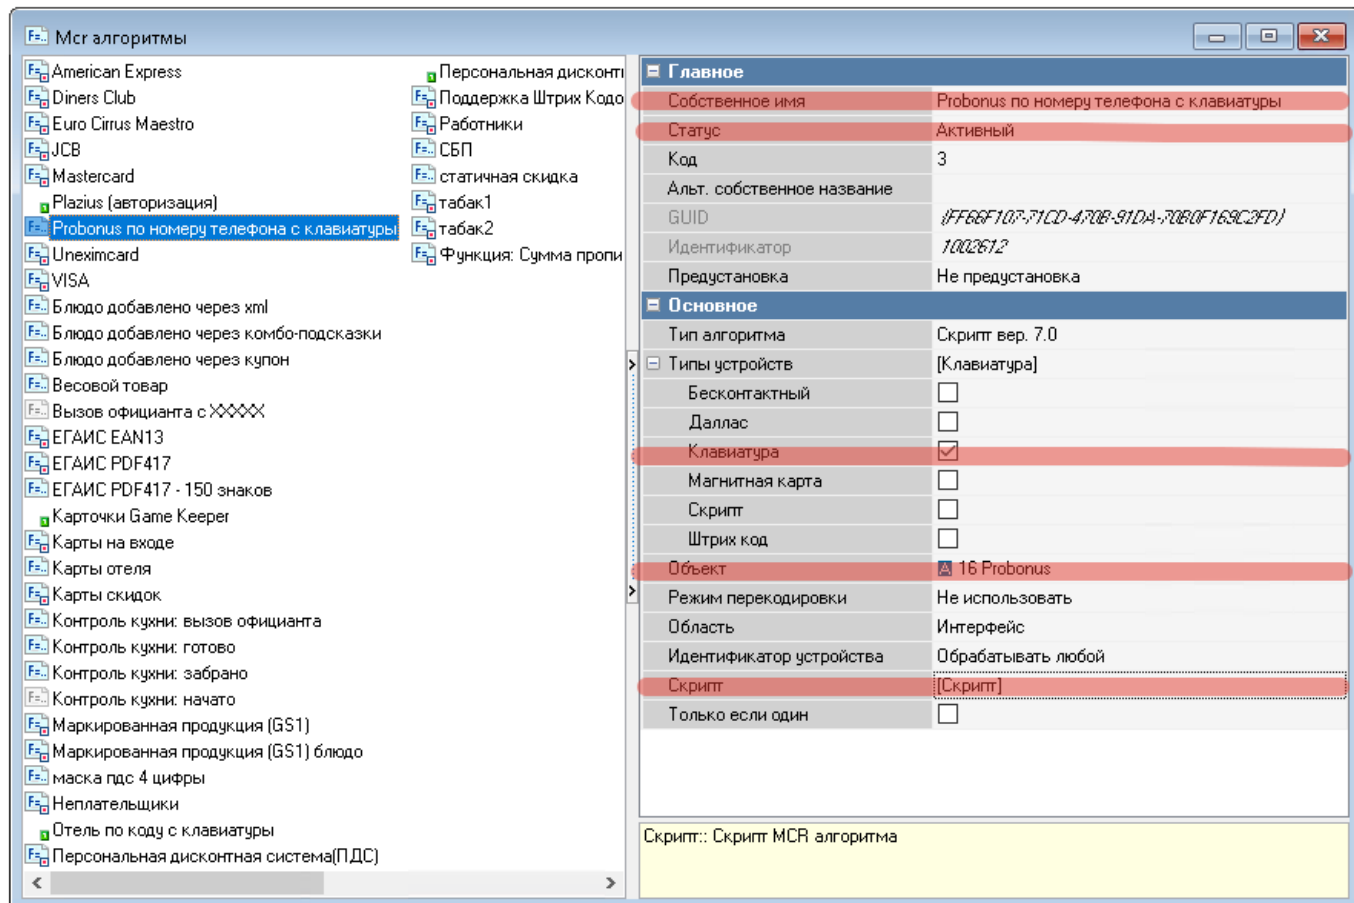 Mcr алгоритмы
American Express
Diners Club
Euro Cirrus Maestro
JCB
Mastercard
Plazius (авторизация)
Probonus по номеру телефона с клавиатуры
Uneximcard
VISA
Блюдо добавлено через xml
Блюдо добавлено через комбо-подсказки
Блюдо добавлено через купон
Весовой товар
Вызов официанта с XXXXX
ЕГАИС EAN13
ЕГАИС PDF417
ЕГАИС PDF417 - 150 знаков
Карточки Game Keeper
Карты на входе
Карты отеля
Карты скидок
Контроль кухни: вызов официанта
Контроль кухни: готово
Контроль кухни: забрано
Контроль кухни: начато
Маркированная продукция (GS1)
Маркированная продукция (GS1) блюдо
маска пдс 4 цифры
Неплательщики
Отель по коду с клавиатуры
Персональная дисконтная система(ПДС)
Персональная дисконт
Поддержка Штрих Кодо
Работники
СБП
статичная скидка
табак1
табак2
Функция: Сумма пропи
Главное
Собственное имя Probonus по номеру телефона с клавиатуры
Статус Активный
Код 3
Альт. собственное название
GUID {FF66F107-71CD-470B-91DA-70B0F169C2FD}
Идентификатор 1002612
Предустановка Не предустановка
Основное
Тип алгоритма Скрипт вер. 7.0
Типы устройств [Клавиатура]
Бесконтактный
Даллас
Клавиатура
Магнитная карта
Скрипт
Штрих код
Объект 16 Probonus
Режим перекодировки Не использовать
Область Интерфейс
Идентификатор устройства Обрабатывать любой
Скрипт [Скрипт]
Только если один
Скрипт:: Скрипт MCR алгоритма